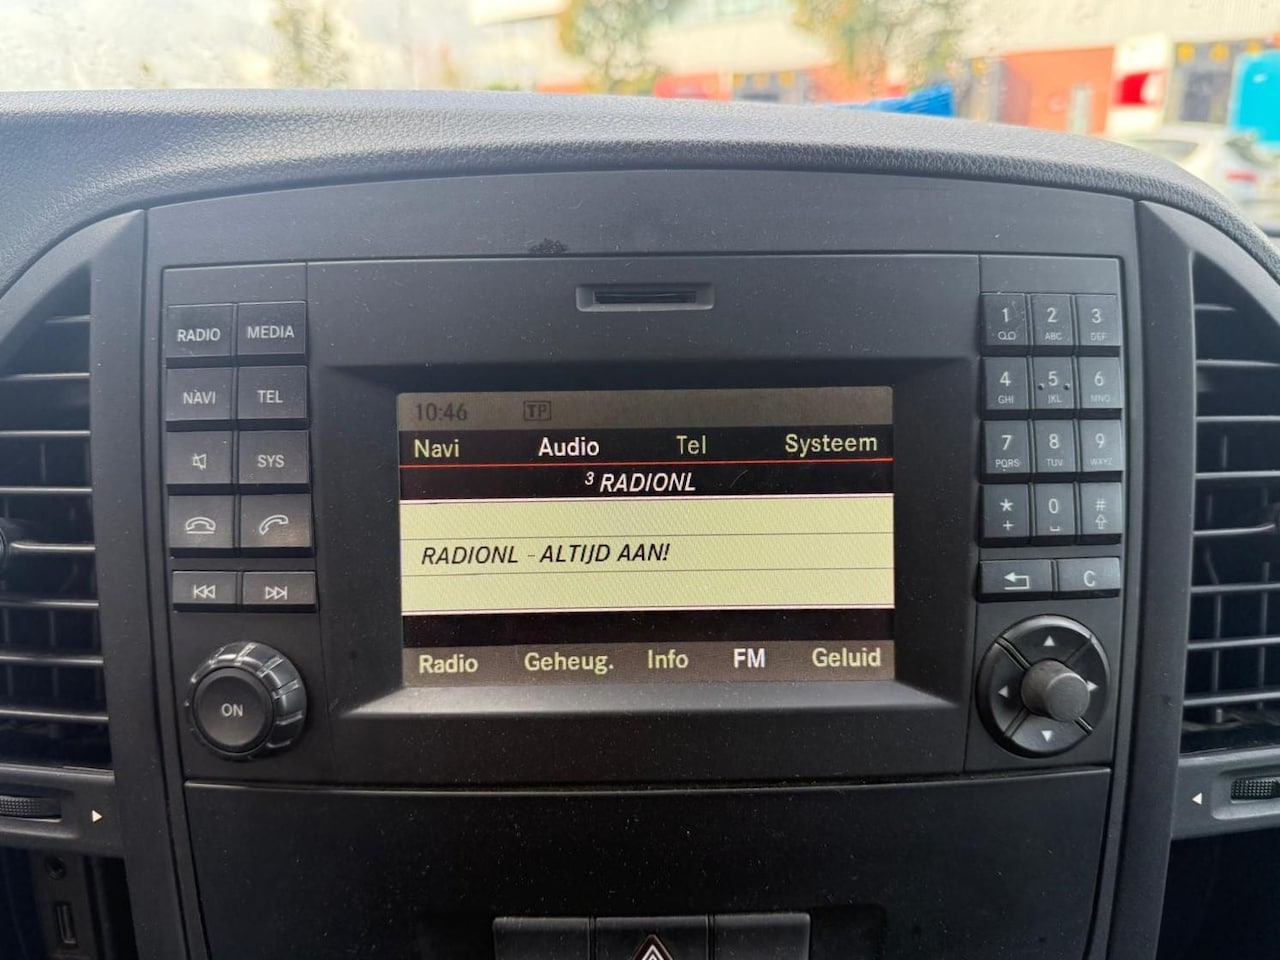 10:46 TP
Navi Audio Tel Systeem
3 RADIONL
RADIONL - ALTIJD AAN!
Radio Geheug. Info FM Geluid
RADIO MEDIA
NAVI TEL
SYS
ON
1 2 3
ABC DEF
4 5 6
GHI JKL MNO
7 8 9
PQRS TUV WXYZ
* 0 #
+
C